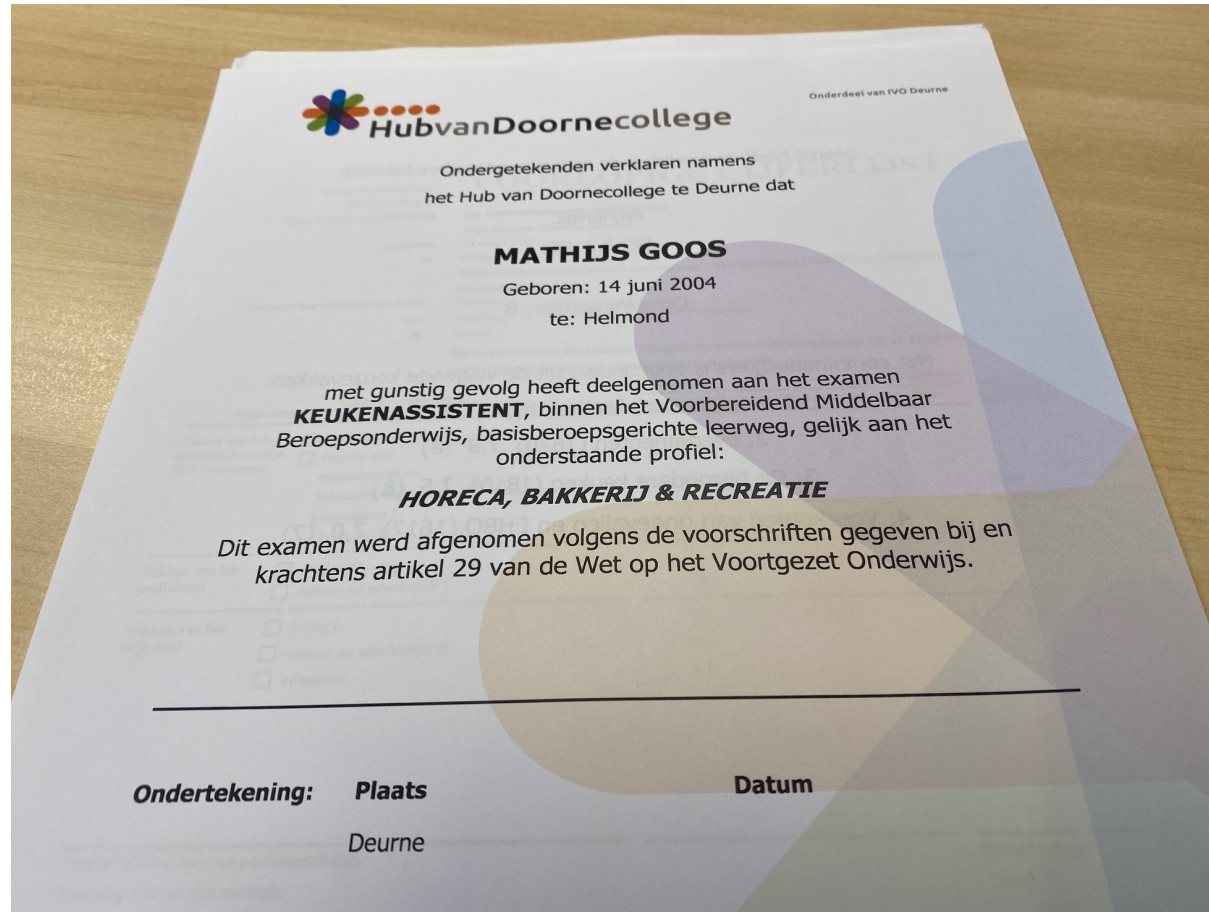 Onderdeel van IVO Deurne
HubvanDoornecollege
Ondergetekenden verklaren namens
het Hub van Doornecollege te Deurne dat
MATHIJS GOOS
Geboren: 14 juni 2004
te: Helmond
met gunstig gevolg heeft deelgenomen aan het examen
KEUKENASSISTENT, binnen het Voorbereidend Middelbaar
Beroepsonderwijs, basisberoepsgerichte leerweg, gelijk aan het
onderstaande profiel:
HORECA, BAKKERIJ & RECREATIE
Dit examen werd afgenomen volgens de voorschriften gegeven bij en
krachtens artikel 29 van de Wet op het Voortgezet Onderwijs.
Ondertekening: Plaats Datum
Deurne